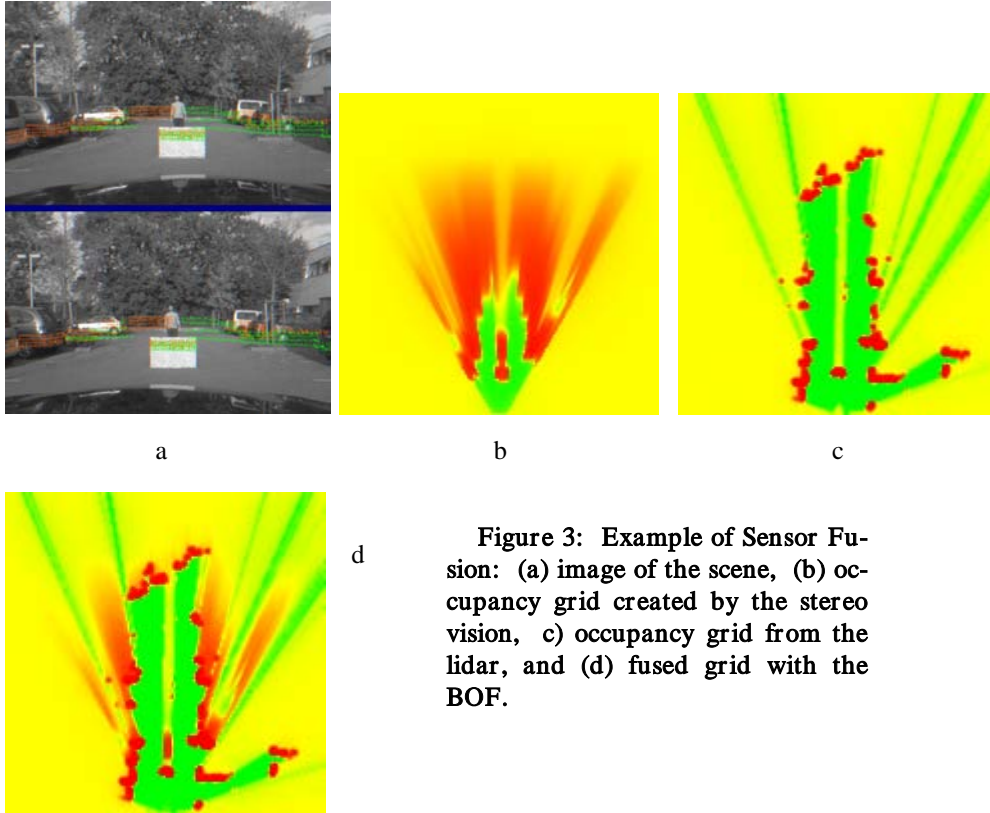 a
b
c
d
Figure 3: Example of Sensor Fu-
sion: (a) image of the scene, (b) oc-
cupancy grid created by the stereo
vision, c) occupancy grid from the
lidar, and (d) fused grid with the
BOF.